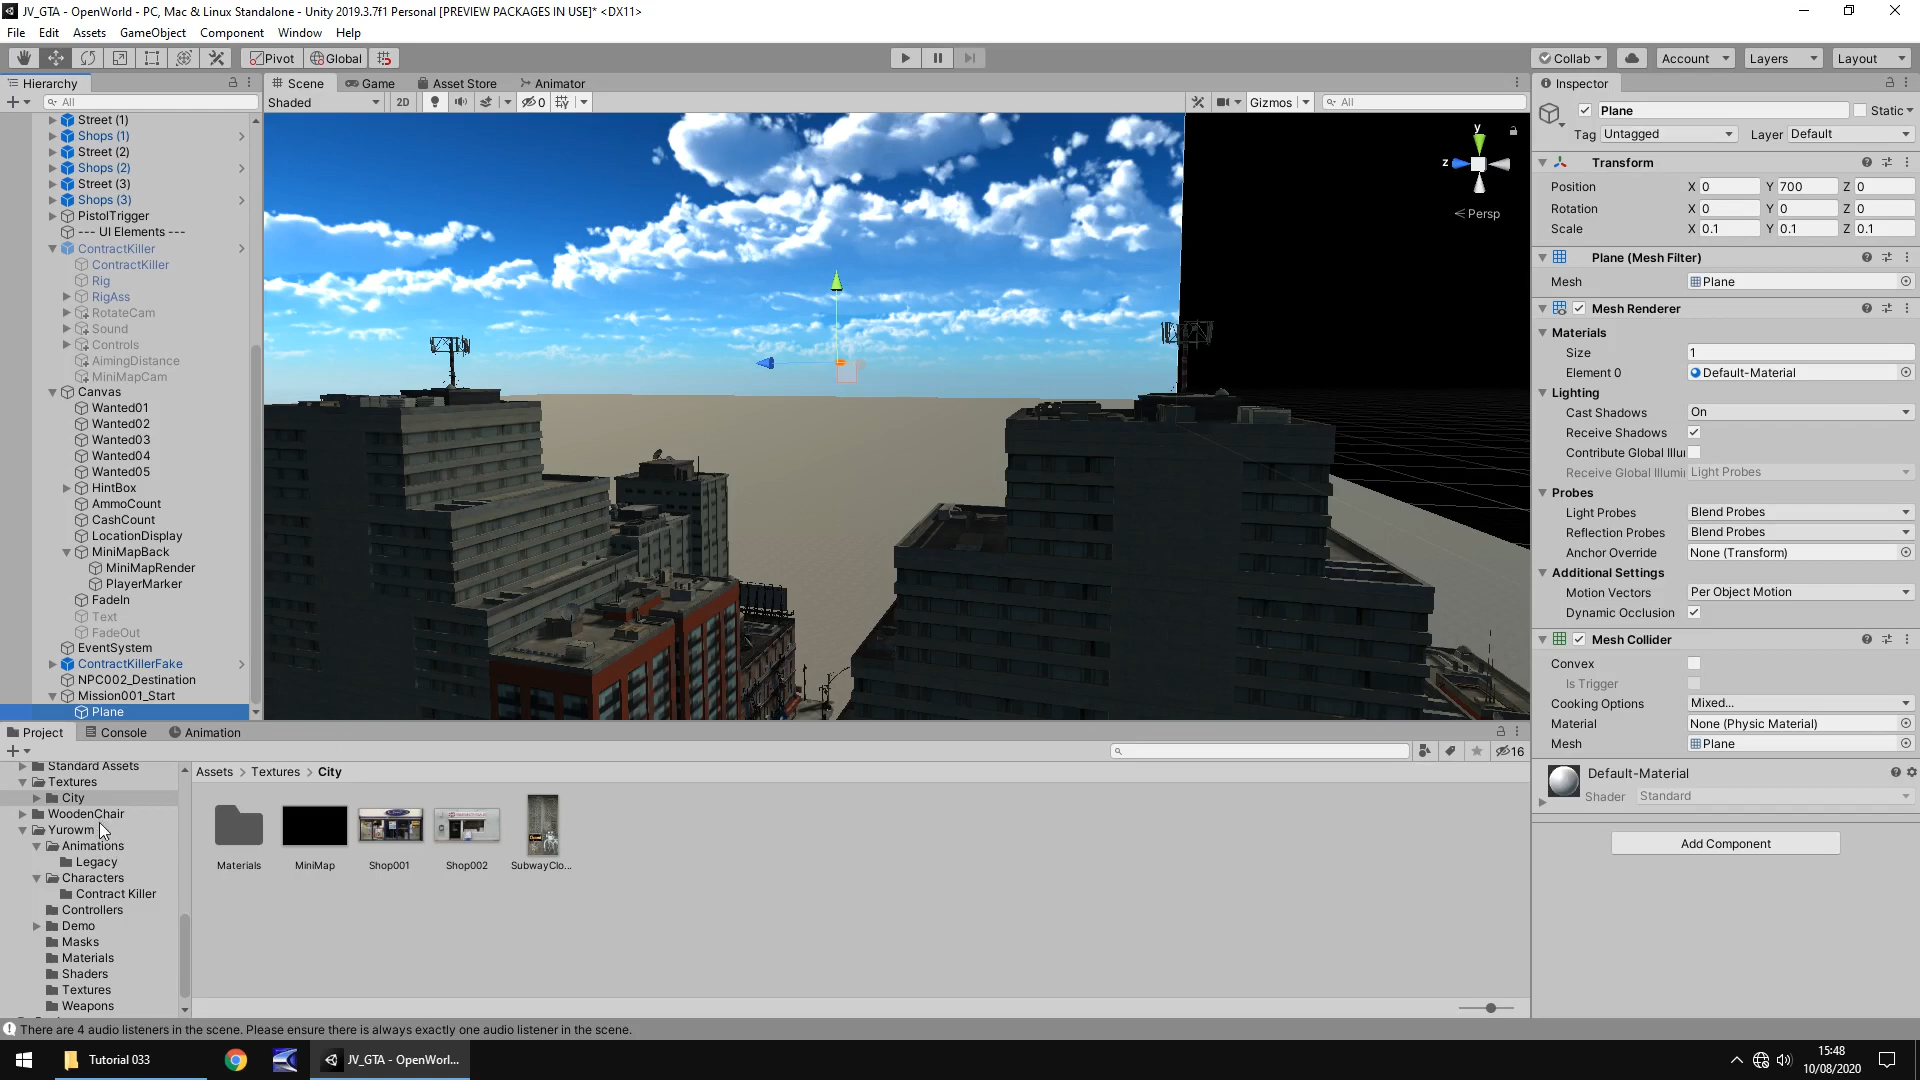 JV_GTA - OpenWorld - PC, Mac & Linux Standalone - Unity 2019.3.7f1 Personal [PREVIEW PACKAGES IN USE]* <DX11>
File Edit Assets GameObject Component Window Help
Pivot Global Collab Account Layers Layout
Hierarchy Scene Game Asset Store Animator Inspector
All Shaded 2D 0 Gizmos All
Street (1)
Shops (1)
Street (2)
Shops (2)
Street (3)
Shops (3)
PistolTrigger
--- UI Elements ---
ContractKiller
ContractKiller
Rig
RigAss
RotateCam
Sound
Controls
AimingDistance
MiniMapCam
Canvas
Wanted01
Wanted02
Wanted03
Wanted04
Wanted05
HintBox
AmmoCount
CashCount
LocationDisplay
MiniMapBack
MiniMapRender
PlayerMarker
FadeIn
Text
FadeOut
EventSystem
ContractKillerFake
NPC002_Destination
Mission001_Start
Plane
y
z
< Persp
Plane Static
Tag Untagged Layer Default
Transform
Position X 0 Y 700 Z 0
Rotation X 0 Y 0 Z 0
Scale X 0.1 Y 0.1 Z 0.1
Plane (Mesh Filter)
Mesh Plane
Mesh Renderer
Materials
Size 1
Element 0 Default-Material
Lighting
Cast Shadows On
Receive Shadows
Contribute Global Illu
Receive Global Illumi Light Probes
Probes
Light Probes Blend Probes
Reflection Probes Blend Probes
Anchor Override None (Transform)
Additional Settings
Motion Vectors Per Object Motion
Dynamic Occlusion
Mesh Collider
Convex
Is Trigger
Cooking Options Mixed...
Material None (Physic Material)
Mesh Plane
Default-Material
Shader Standard
Add Component
Project Console Animation
16
Standard Assets
Textures
City
WoodenChair
Yurowm
Animations
Legacy
Characters
Contract Killer
Controllers
Demo
Masks
Materials
Shaders
Textures
Weapons
Assets > Textures > City
Materials MiniMap Shop001 Shop002 SubwayClo...
There are 4 audio listeners in the scene. Please ensure there is always exactly one audio listener in the scene.
Tutorial 033 JV_GTA - OpenWorl...
15:48
10/08/2020